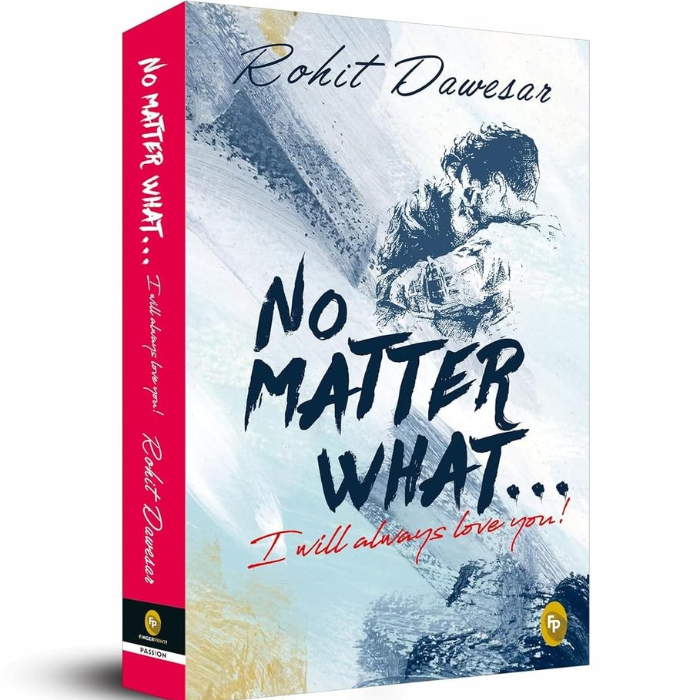 Rohit Dawesar
No
MATTER
WHAT...
I will always love you!
FP
NO MATTER WHAT... I will always love you! Rohit Dawesar
FP
FINGERPRINT!
PASSION